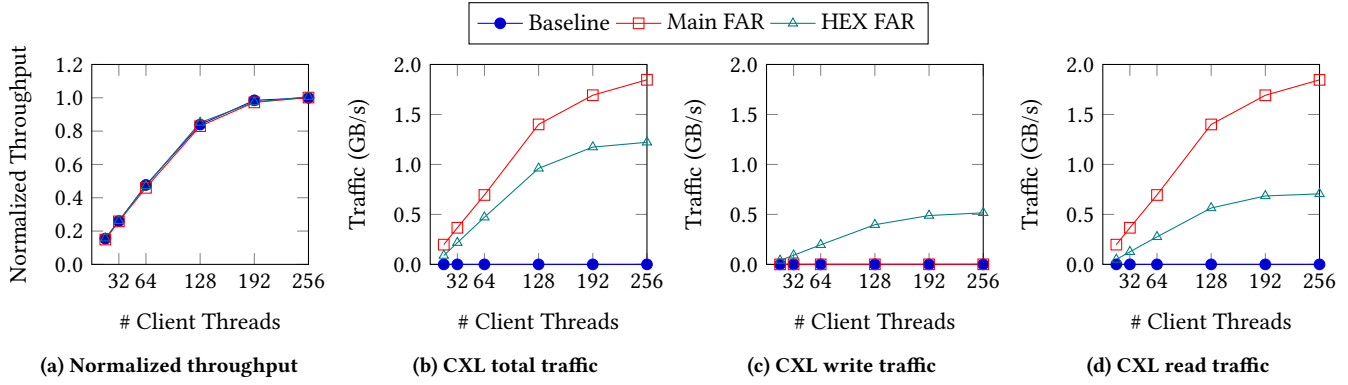 Baseline Main FAR HEX FAR
Normalized Throughput
1.2
1.0
0.8
0.6
0.4
0.2
0.0
32 64 128 192 256
# Client Threads
(a) Normalized throughput
Traffic (GB/s)
2.0
1.5
1.0
0.5
0.0
32 64 128 192 256
# Client Threads
(b) CXL total traffic
Traffic (GB/s)
2.0
1.5
1.0
0.5
0.0
32 64 128 192 256
# Client Threads
(c) CXL write traffic
Traffic (GB/s)
2.0
1.5
1.0
0.5
0.0
32 64 128 192 256
# Client Threads
(d) CXL read traffic